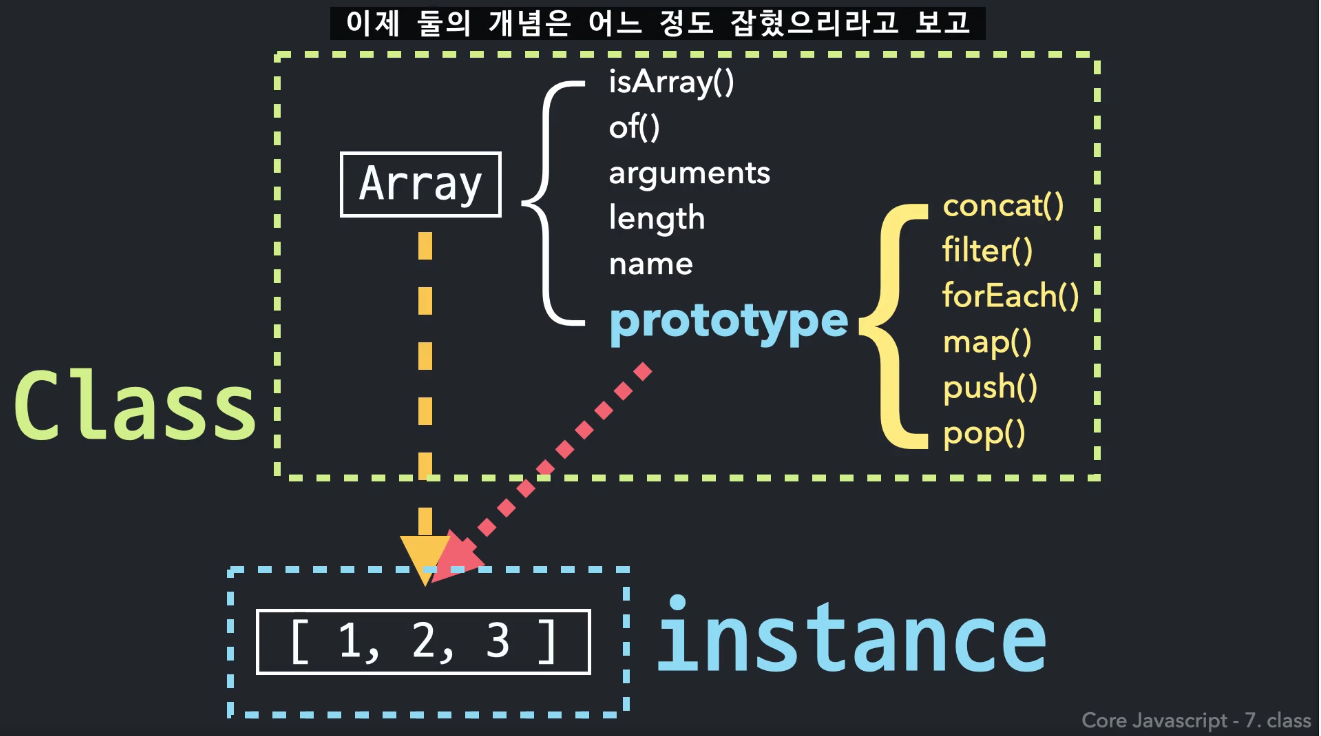 이제 둘의 개념은 어느 정도 잡혔으리라고 보고
isArray()
of()
Array
arguments
length
name
prototype
concat()
filter()
forEach()
map()
push()
pop()
Class
[ 1, 2, 3 ]
instance
Core Javascript - 7. class